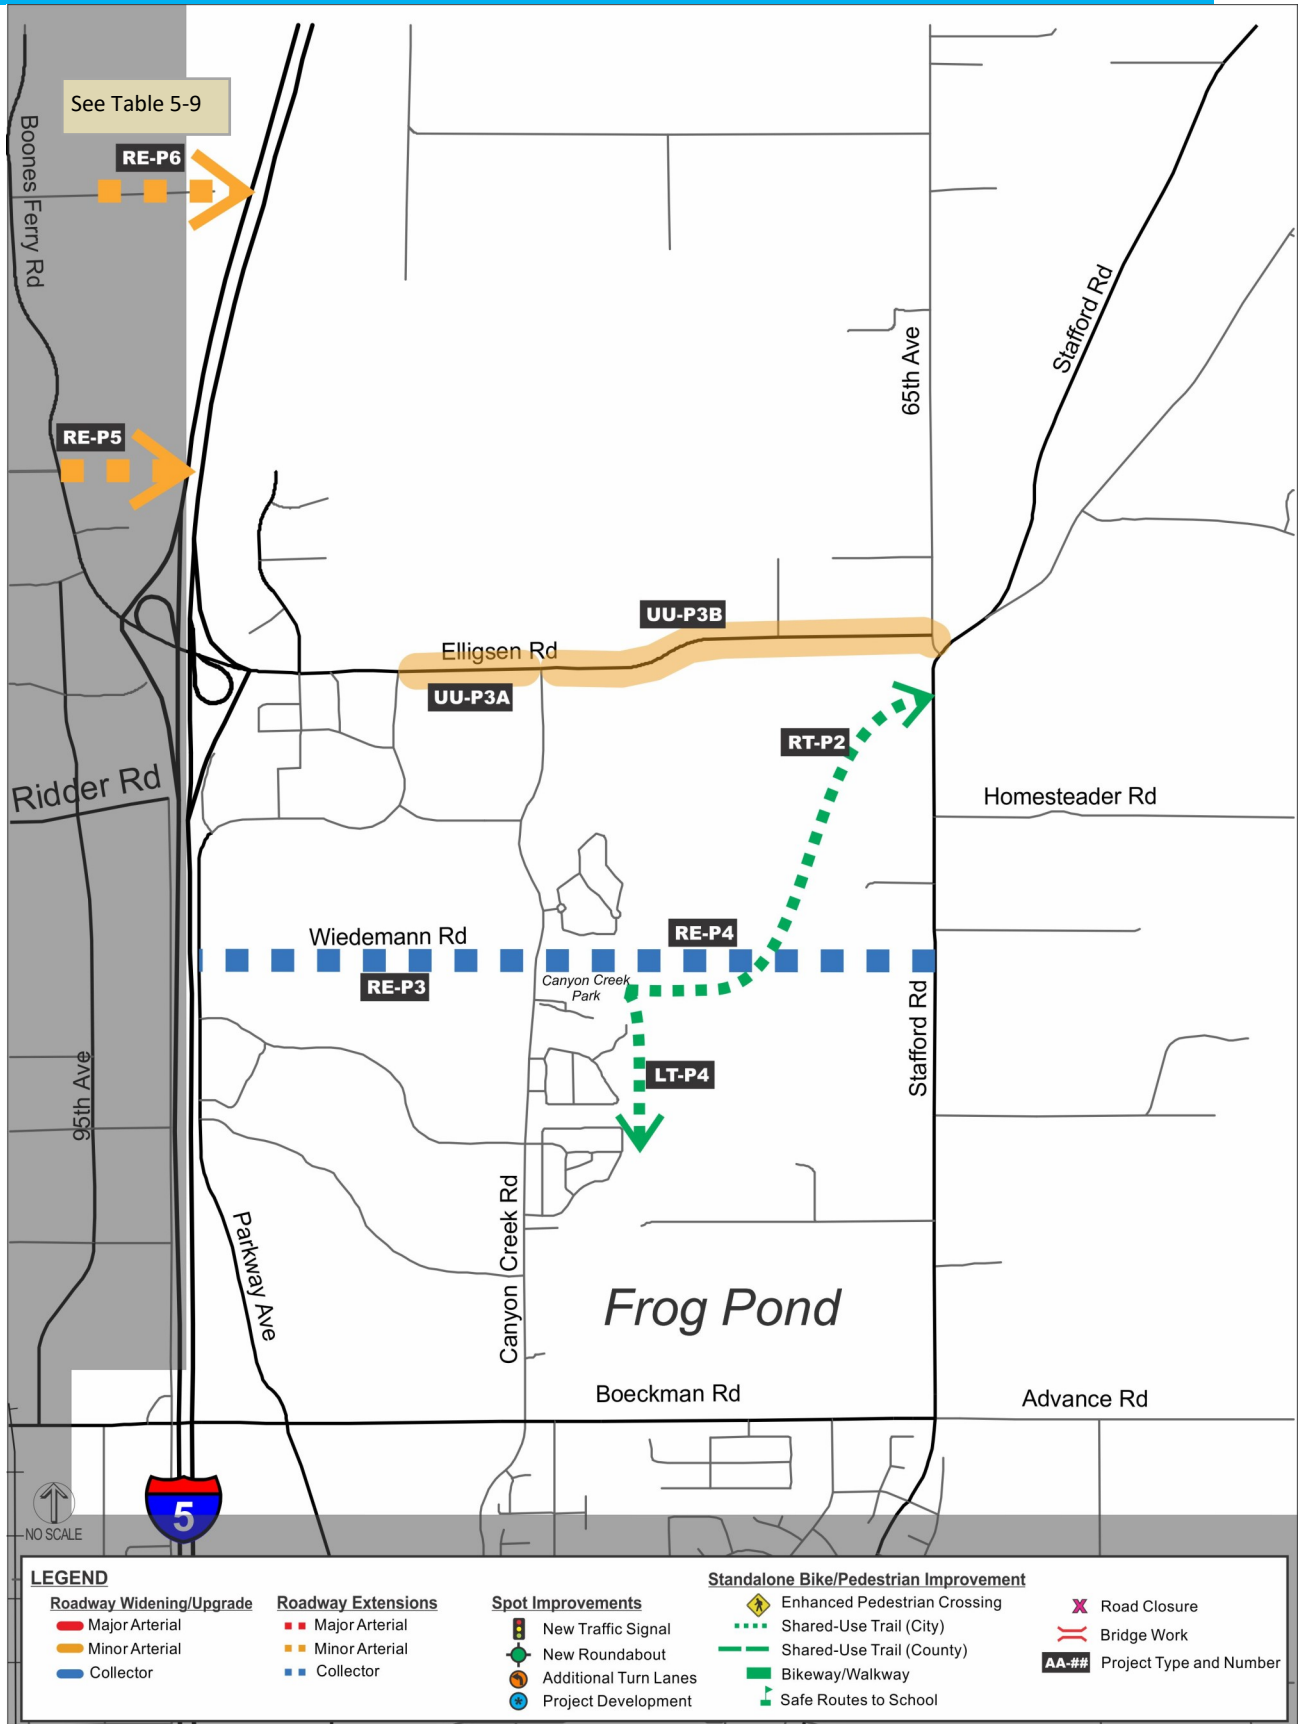 See Table 5-9
Boones Ferry Rd
RE-P6
Stafford Rd
65th Ave
RE-P5
UU-P3B
Elligsen Rd
UU-P3A
RT-P2
Ridder Rd
Homesteader Rd
Wiedemann Rd
RE-P4
RE-P3
Canyon Creek
Park
Stafford Rd
LT-P4
95th Ave
Parkway Ave
Canyon Creek Rd
Frog Pond
Boeckman Rd
Advance Rd
5
NO SCALE
LEGEND
Roadway Widening/Upgrade
Major Arterial
Minor Arterial
Collector
Roadway Extensions
Major Arterial
Minor Arterial
Collector
Spot Improvements
New Traffic Signal
New Roundabout
Additional Turn Lanes
Project Development
Standalone Bike/Pedestrian Improvement
Enhanced Pedestrian Crossing
Shared-Use Trail (City)
Shared-Use Trail (County)
Bikeway/Walkway
Safe Routes to School
X Road Closure
Bridge Work
AA-## Project Type and Number